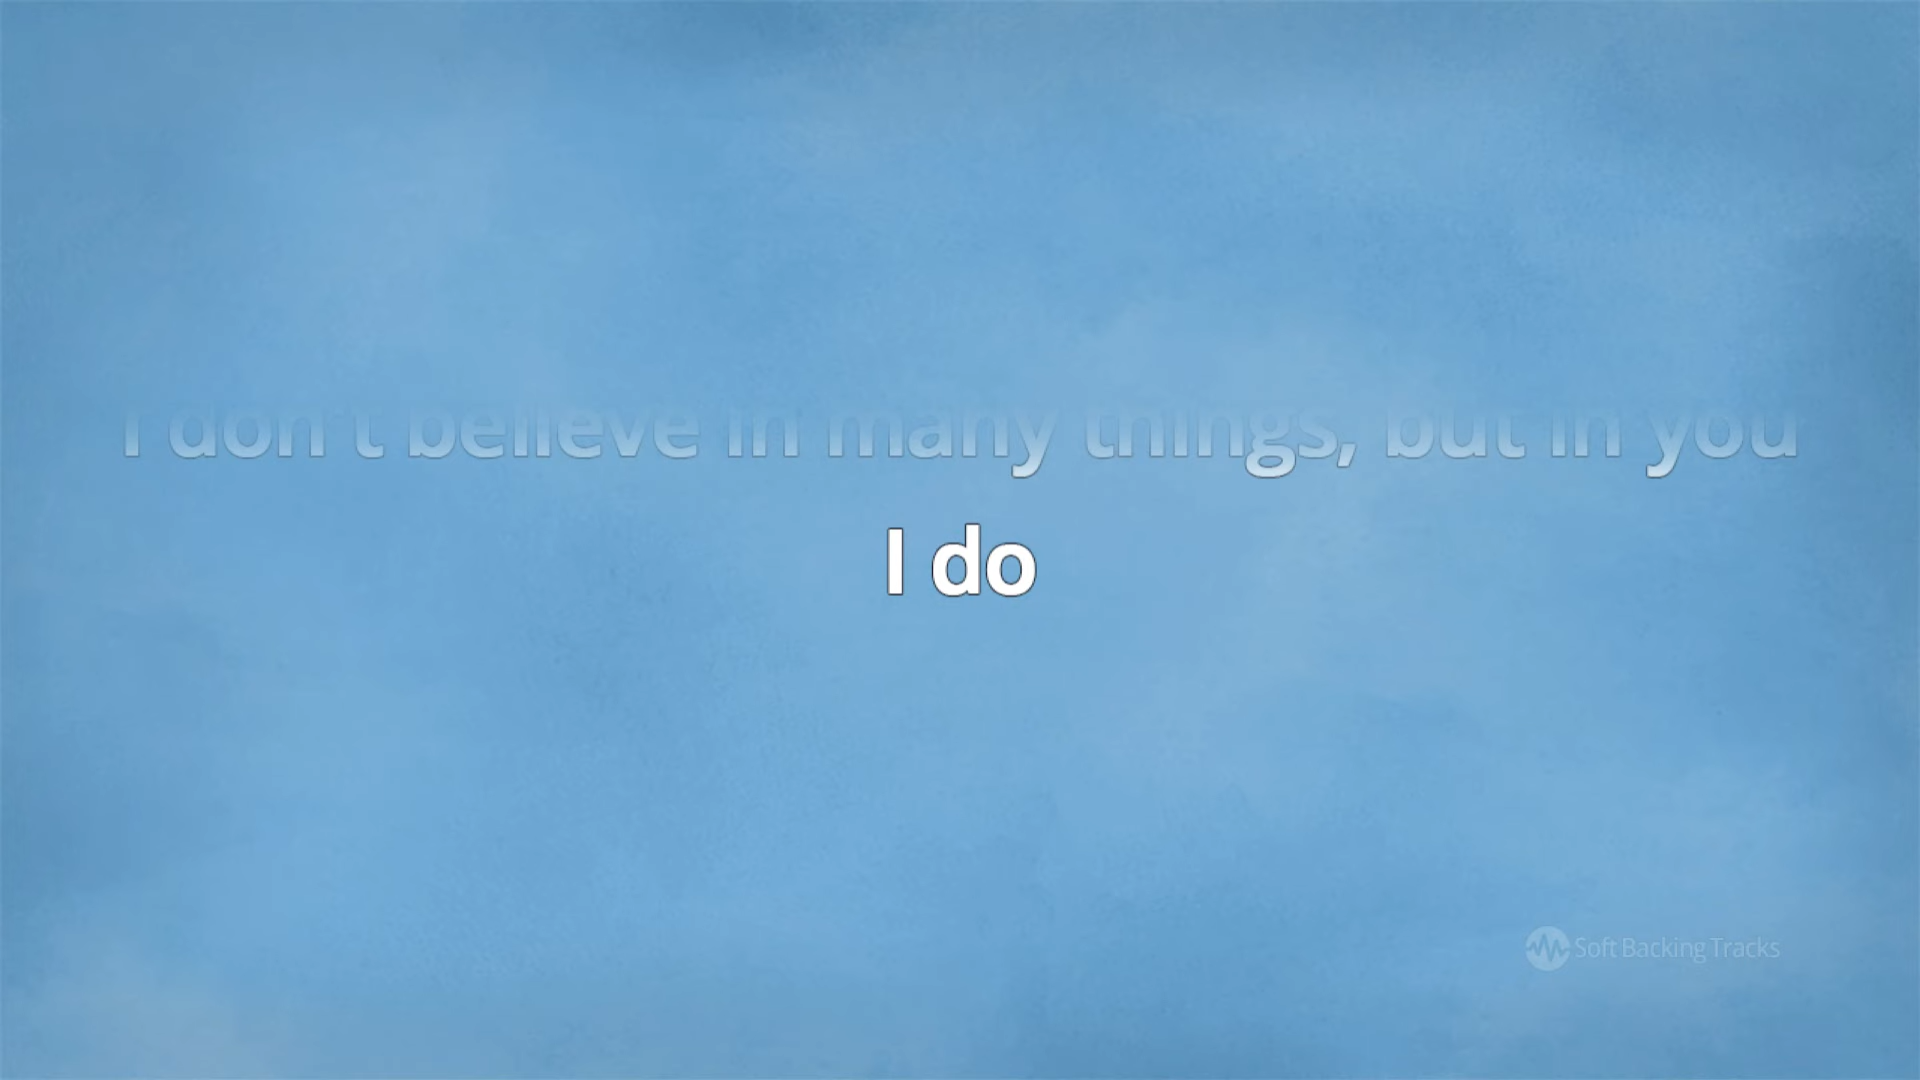 I don't believe in many things, but in you
I do
Soft Backing Tracks